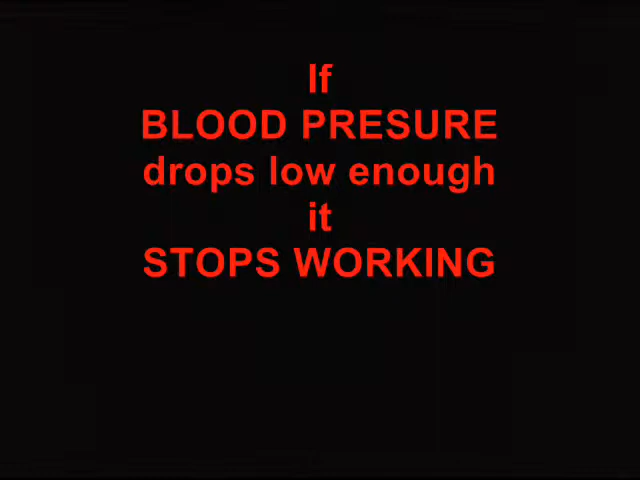 If
BLOOD PRESURE
drops low enough
it
STOPS WORKING